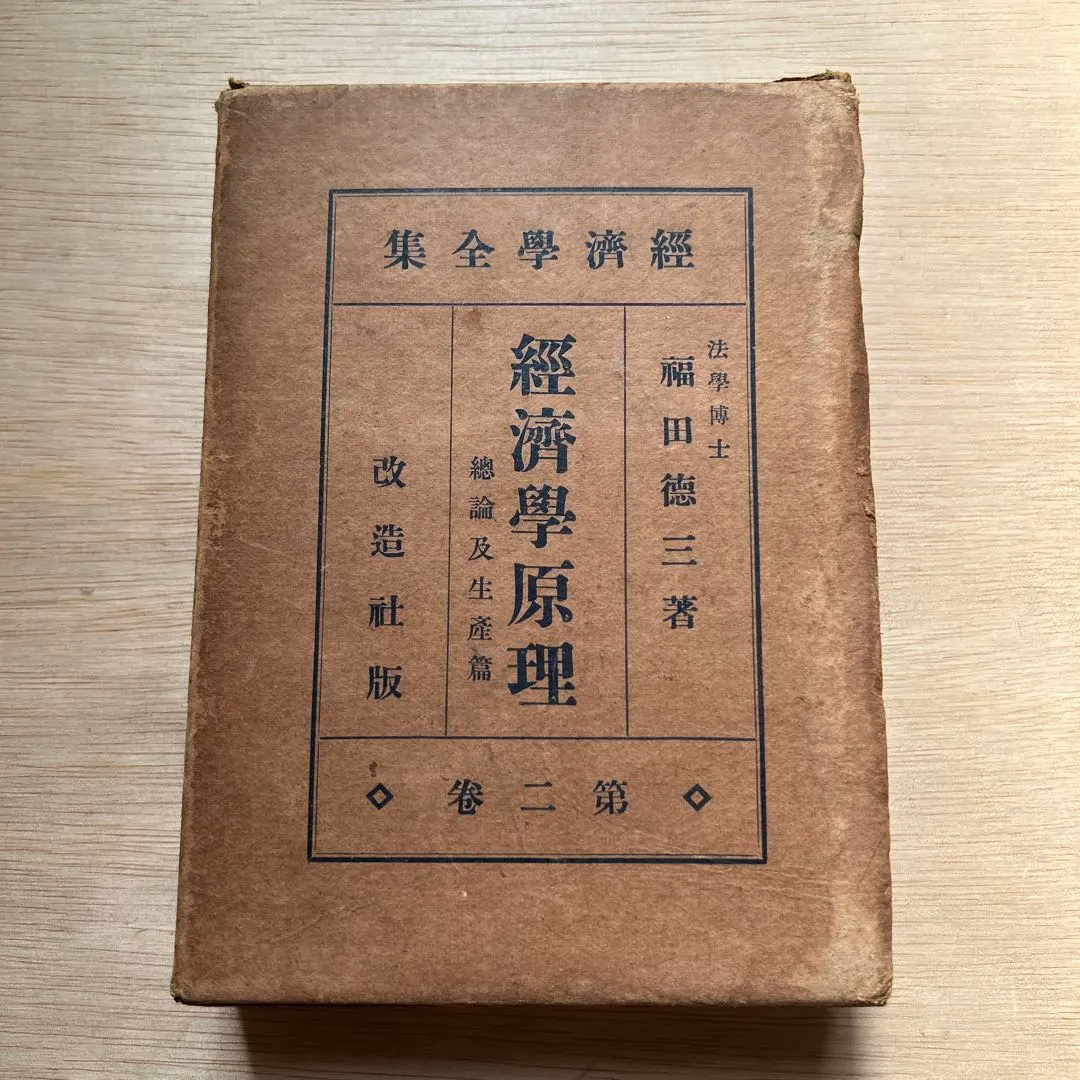 經濟學全集
法學博士
福田德三著
經濟學原理
總論及生產篇
改造社版
第二卷